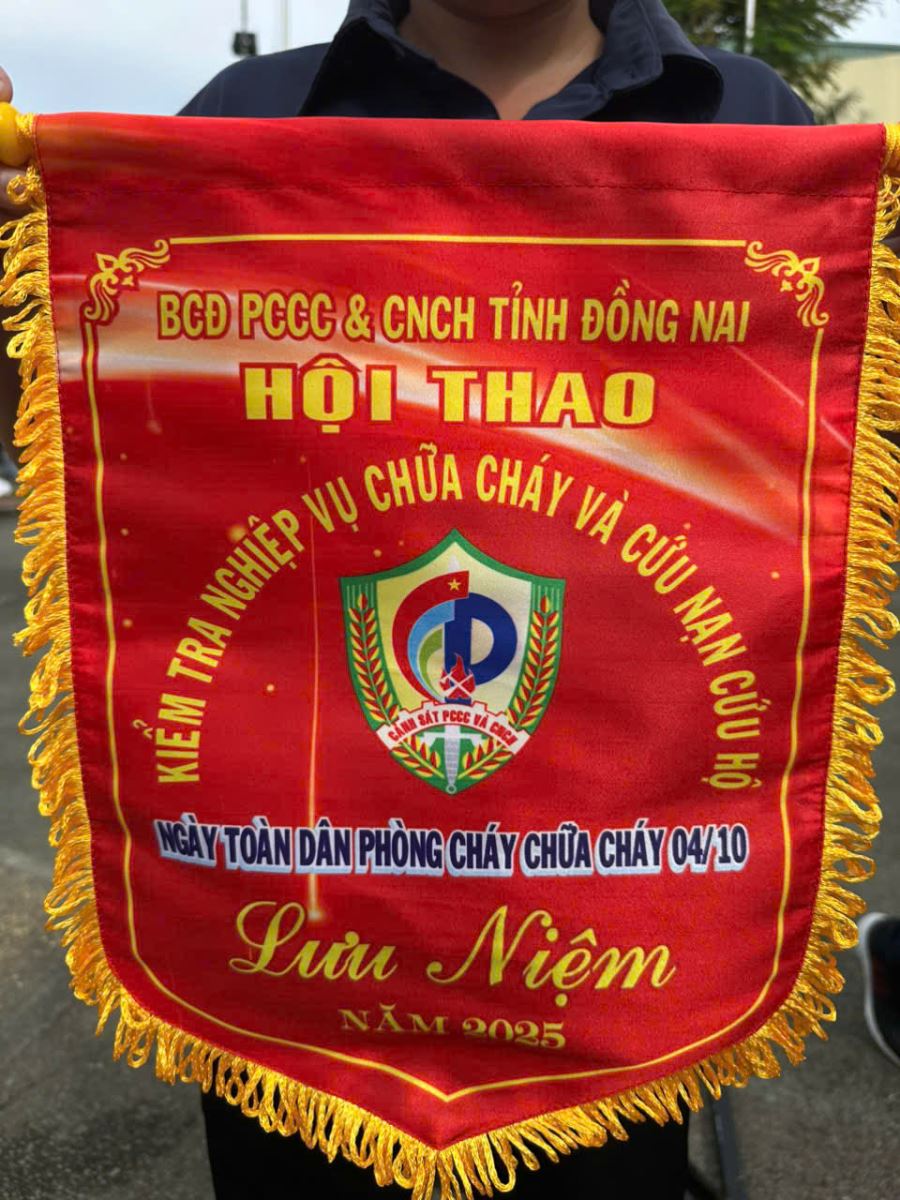 BCĐ PCCC & CNCH TỈNH ĐỒNG NAI
HỘI THAO
KIỂM TRA NGHIỆP VỤ CHỮA CHÁY VÀ CỨU NẠN CỨU HỘ
CẢNH SÁT PCCC VÀ CNCH
NGÀY TOÀN DÂN PHÒNG CHÁY CHỮA CHÁY 04/10
Lưu Niệm
NĂM 2025